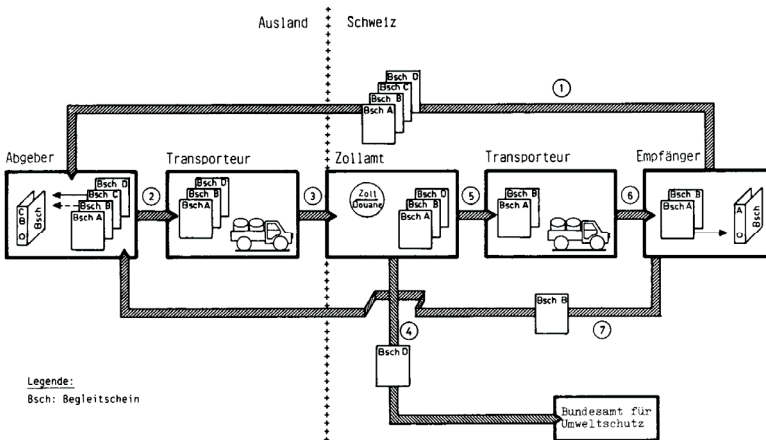 Ausland
Schweiz
Bsch D
Bsch C
Bsch B
Bsch A
1
Abgeber
Transporteur
Zollamt
Transporteur
Empfänger
C B
Bsch
Bsch D
Bsch C
Bsch B
Bsch A
2
Bsch D
Bsch B
Bsch A
3
Zoll
Douane
Bsch D
Bsch B
Bsch A
5
Bsch B
Bsch A
6
Bsch B
Bsch A
A
Bsch
4
Bsch B
7
Bsch D
Legende:
Bsch: Begleitschein
Bundesamt für
Umweltschutz